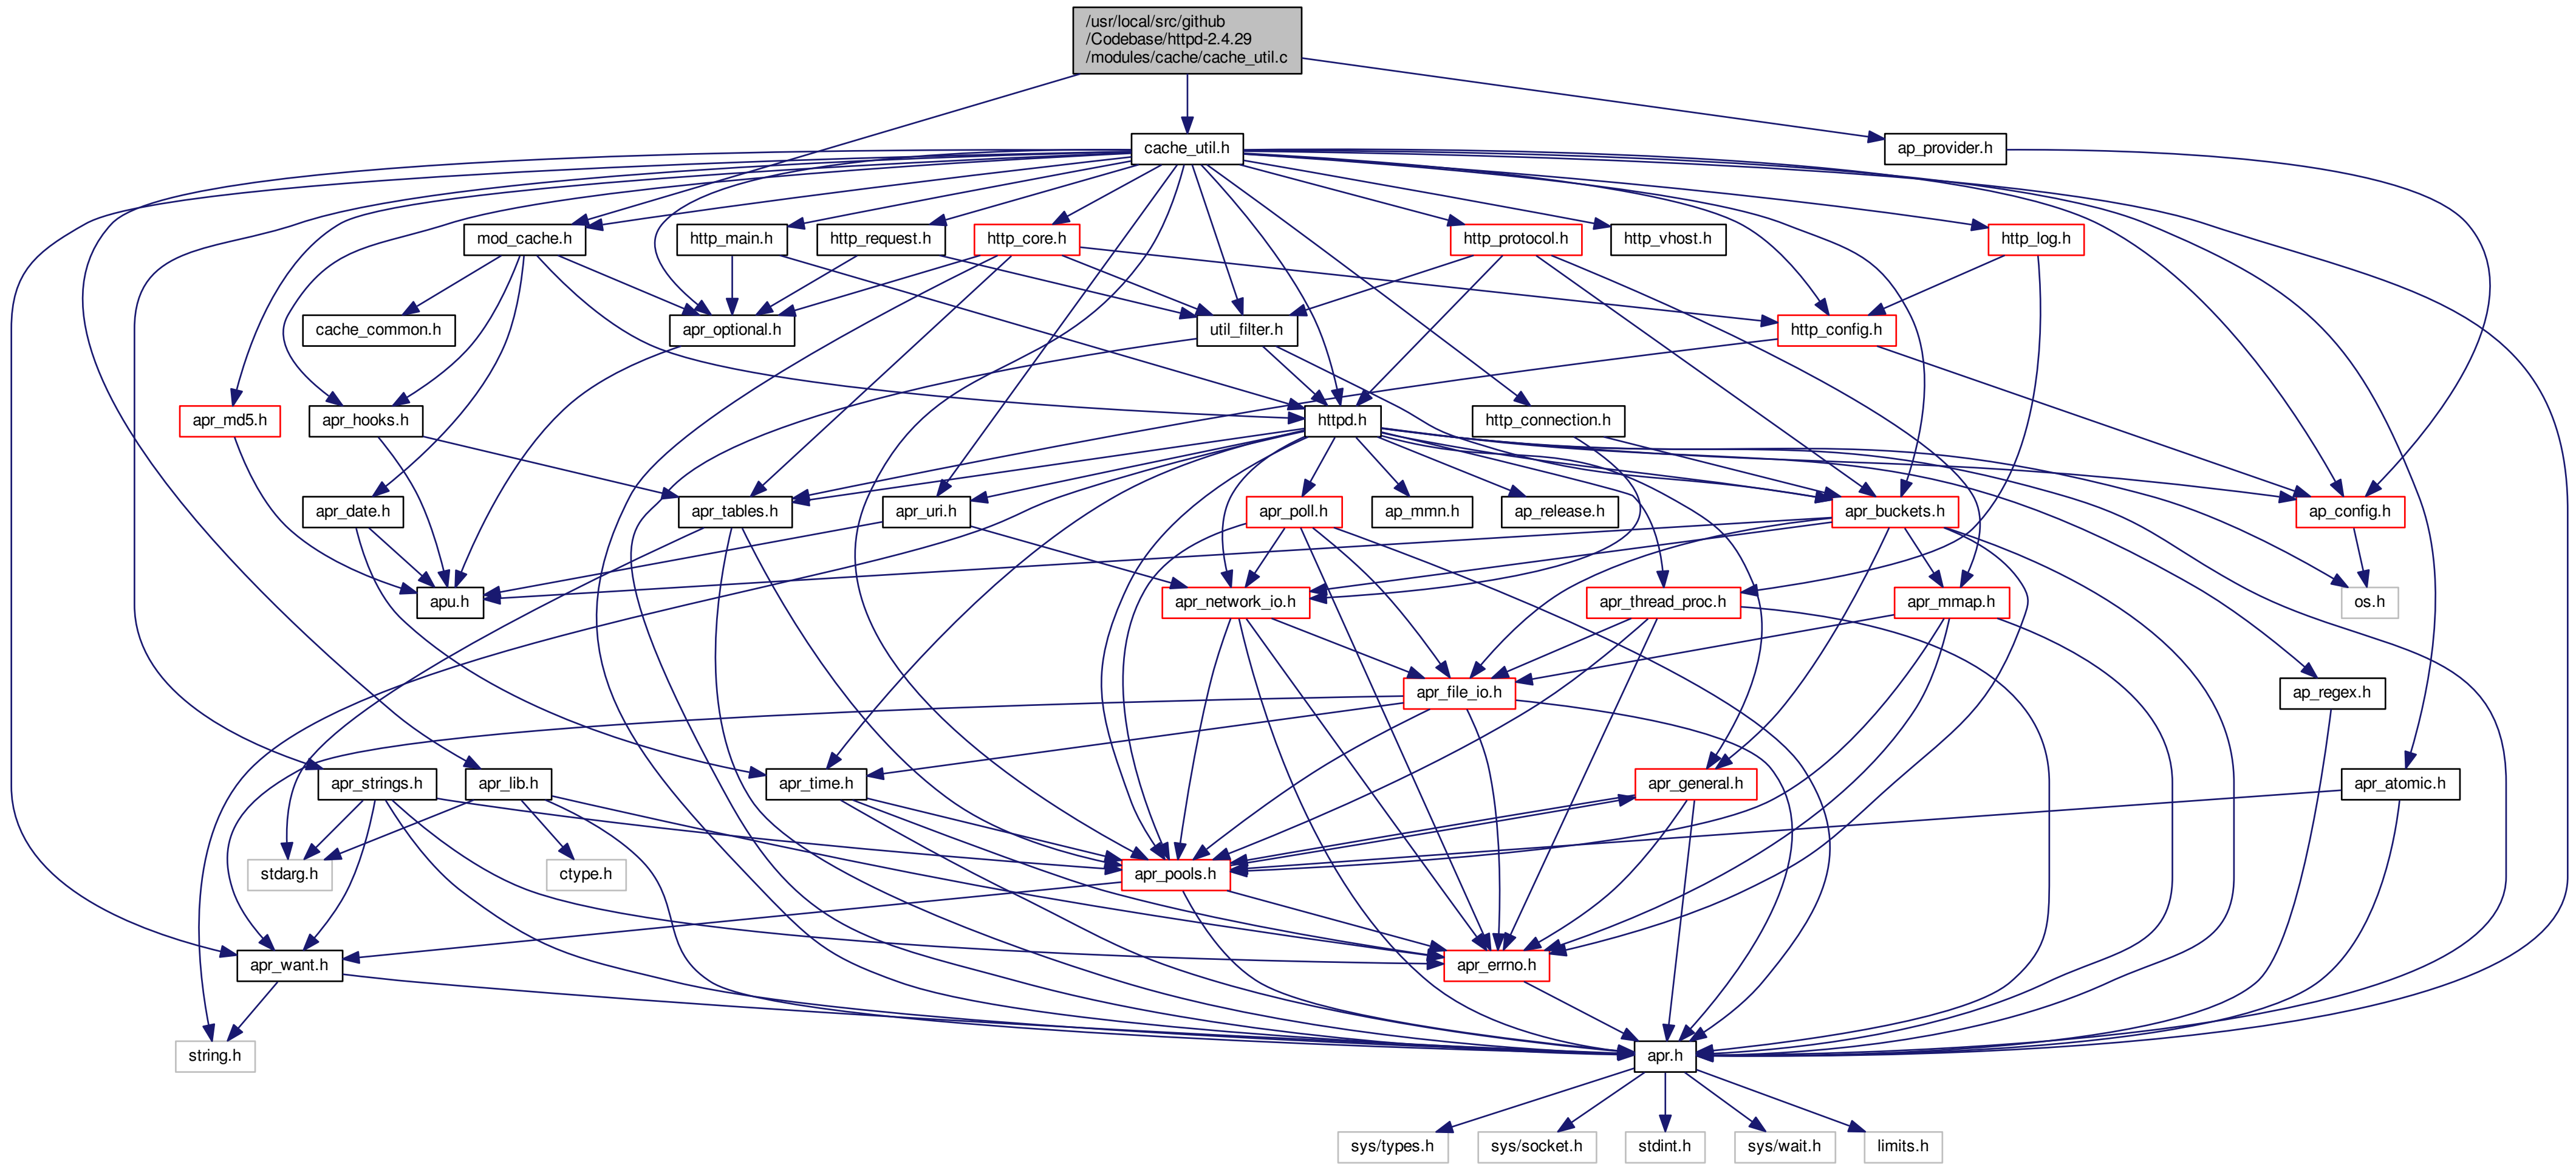 /usr/local/src/github
/Codebase/httpd-2.4.29
/modules/cache/cache_util.c
cache_util.h
ap_provider.h
mod_cache.h
http_main.h
http_request.h
http_core.h
http_protocol.h
http_vhost.h
http_log.h
cache_common.h
apr_optional.h
util_filter.h
http_config.h
apr_md5.h
apr_hooks.h
httpd.h
http_connection.h
apr_date.h
apr_tables.h
apr_uri.h
apr_poll.h
ap_mmn.h
ap_release.h
apr_buckets.h
ap_config.h
apu.h
apr_network_io.h
apr_thread_proc.h
apr_mmap.h
os.h
apr_file_io.h
ap_regex.h
apr_strings.h
apr_lib.h
apr_time.h
apr_general.h
apr_atomic.h
stdarg.h
ctype.h
apr_pools.h
apr_want.h
apr_errno.h
string.h
apr.h
sys/types.h
sys/socket.h
stdint.h
sys/wait.h
limits.h